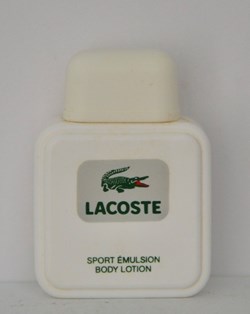 LACOSTE
SPORT ÉMULSION
BODY LOTION